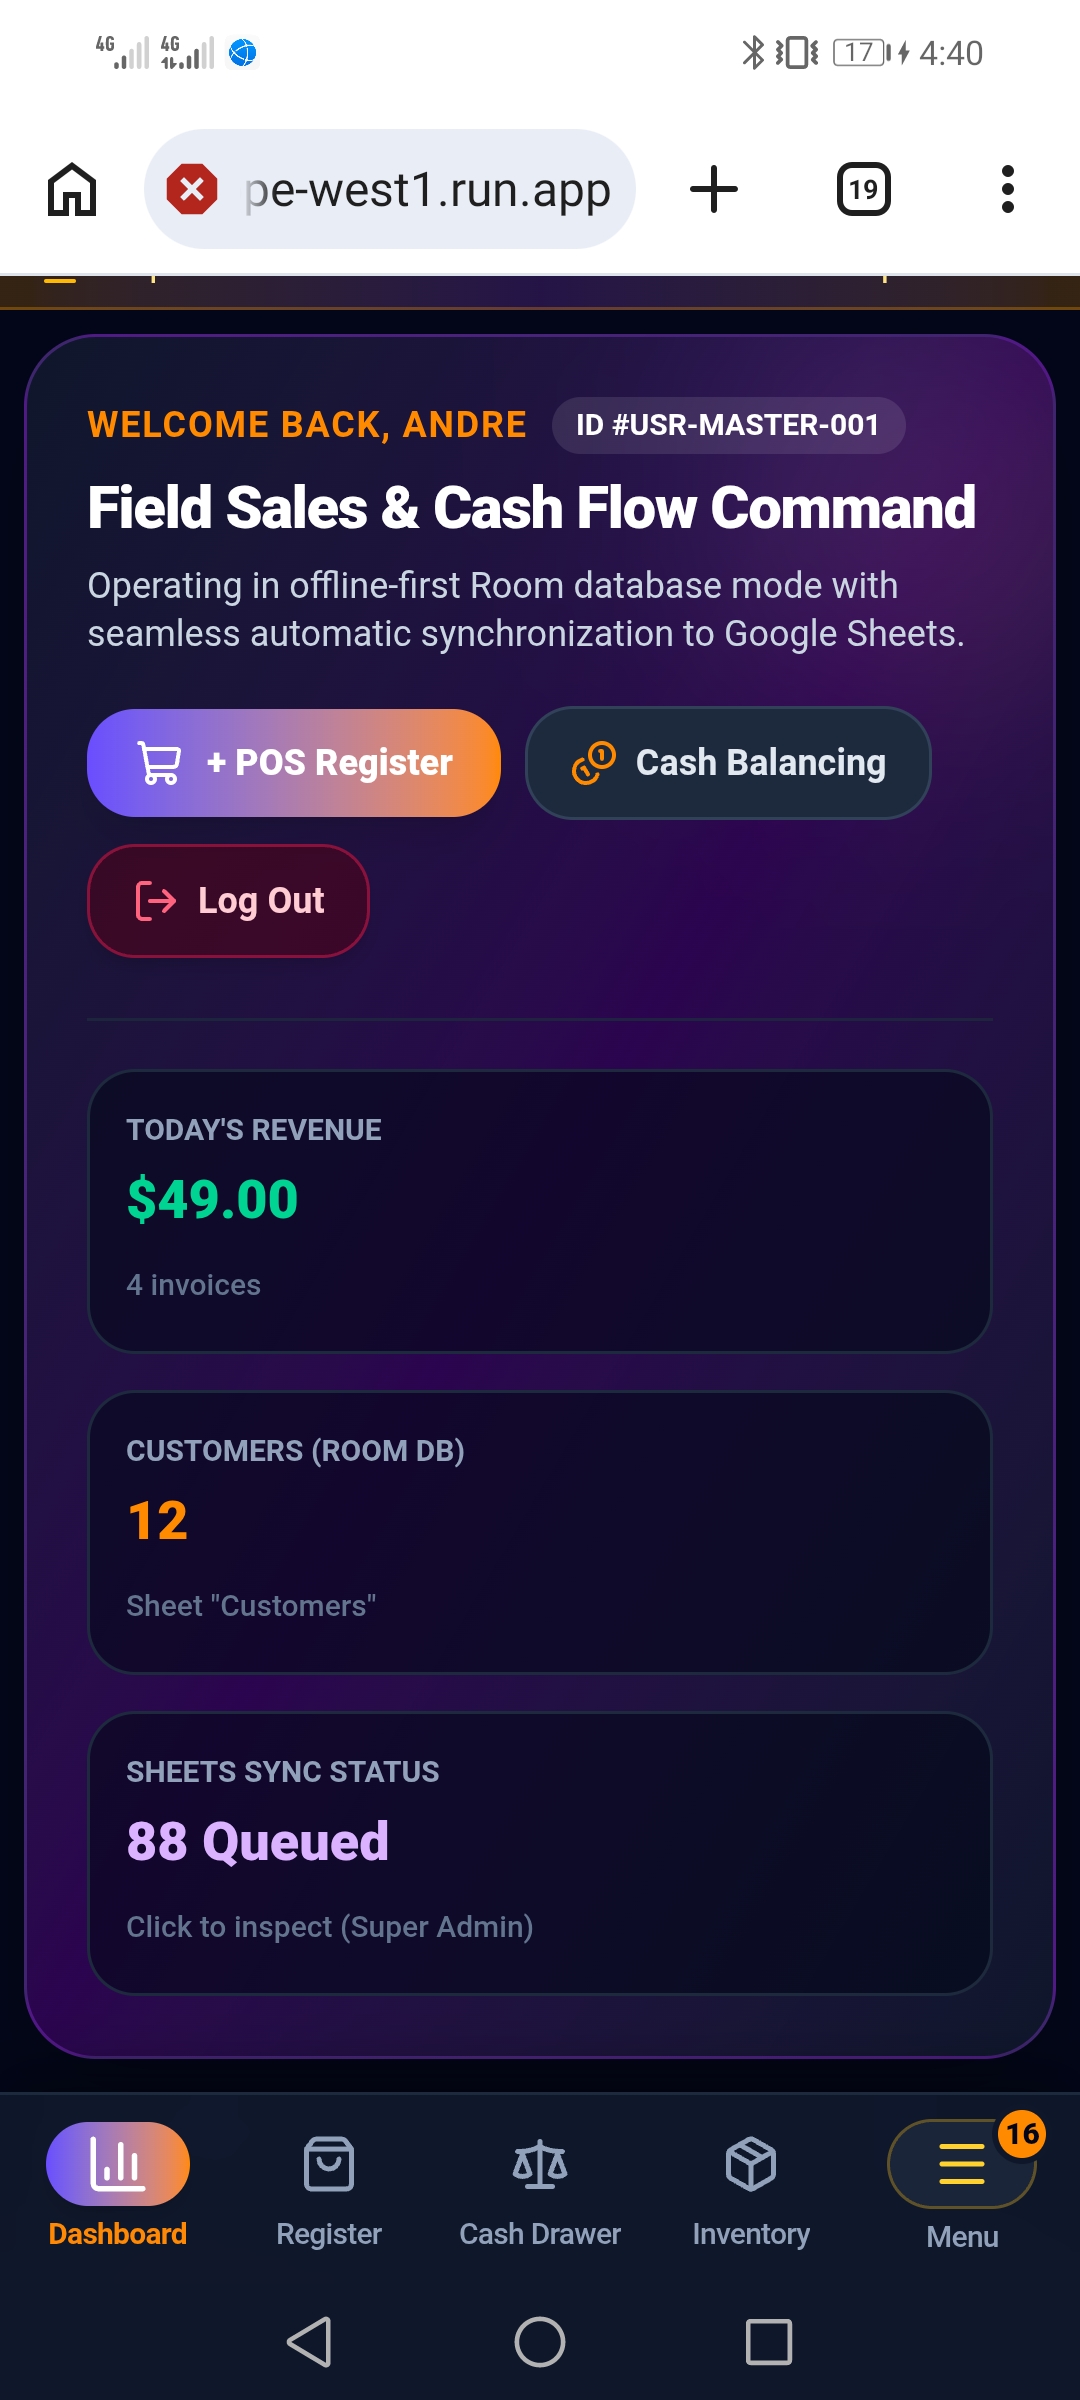 4G 4G 17 4:40
pe-west1.run.app
19
WELCOME BACK, ANDRE
ID #USR-MASTER-001
Field Sales & Cash Flow Command
Operating in offline-first Room database mode with
seamless automatic synchronization to Google Sheets.
+ POS Register
Cash Balancing
Log Out
TODAY'S REVENUE
$49.00
4 invoices
CUSTOMERS (ROOM DB)
12
Sheet "Customers"
SHEETS SYNC STATUS
88 Queued
Click to inspect (Super Admin)
16
Dashboard
Register
Cash Drawer
Inventory
Menu